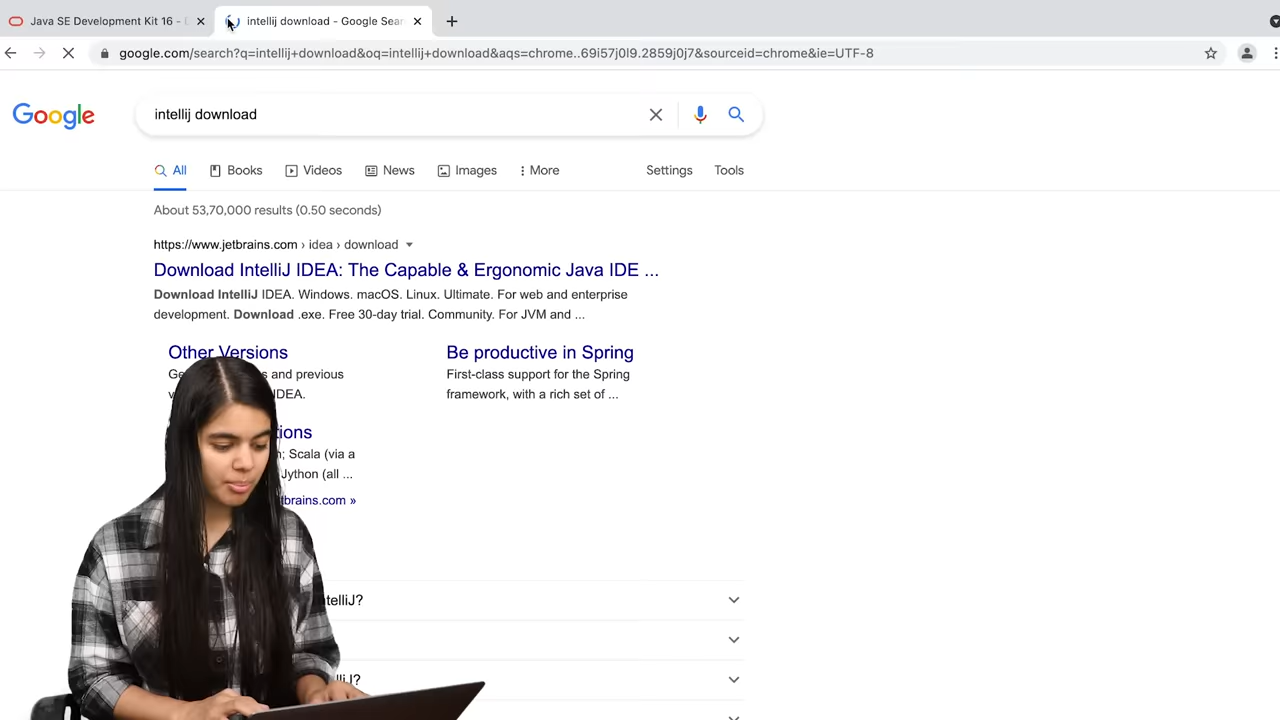 Java SE Development Kit 16 -
intellij download - Google Sear
google.com/search?q=intellij+download&oq=intellij+download&aqs=chrome..69i57j0l9.2859j0j7&sourceid=chrome&ie=UTF-8
Google
intellij download
All
Books
Videos
News
Images
More
Settings
Tools
About 53,70,000 results (0.50 seconds)
https://www.jetbrains.com › idea › download
Download IntelliJ IDEA: The Capable & Ergonomic Java IDE ...
Download IntelliJ IDEA. Windows. macOS. Linux. Ultimate. For web and enterprise
development. Download .exe. Free 30-day trial. Community. For JVM and ...
Other Versions
and previous
IDEA.
Be productive in Spring
First-class support for the Spring
framework, with a rich set of ...
; Scala (via a
Jython (all ...
brains.com »
telliJ?